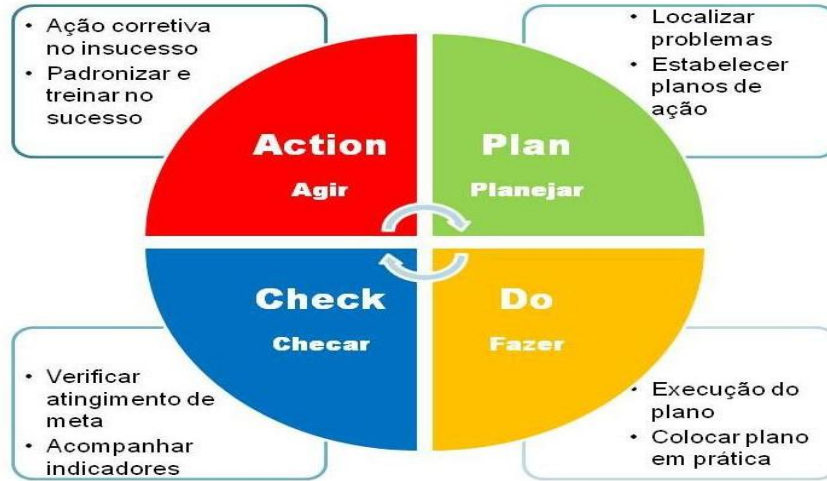 • Ação corretiva
no insucesso
• Padronizar e
treinar no
sucesso
• Localizar
problemas
• Estabelecer
planos de
ação
Action
Agir
Plan
Planejar
Check
Checar
Do
Fazer
• Verificar
atingimento de
meta
• Acompanhar
indicadores
• Execução do
plano
• Colocar plano
em prática